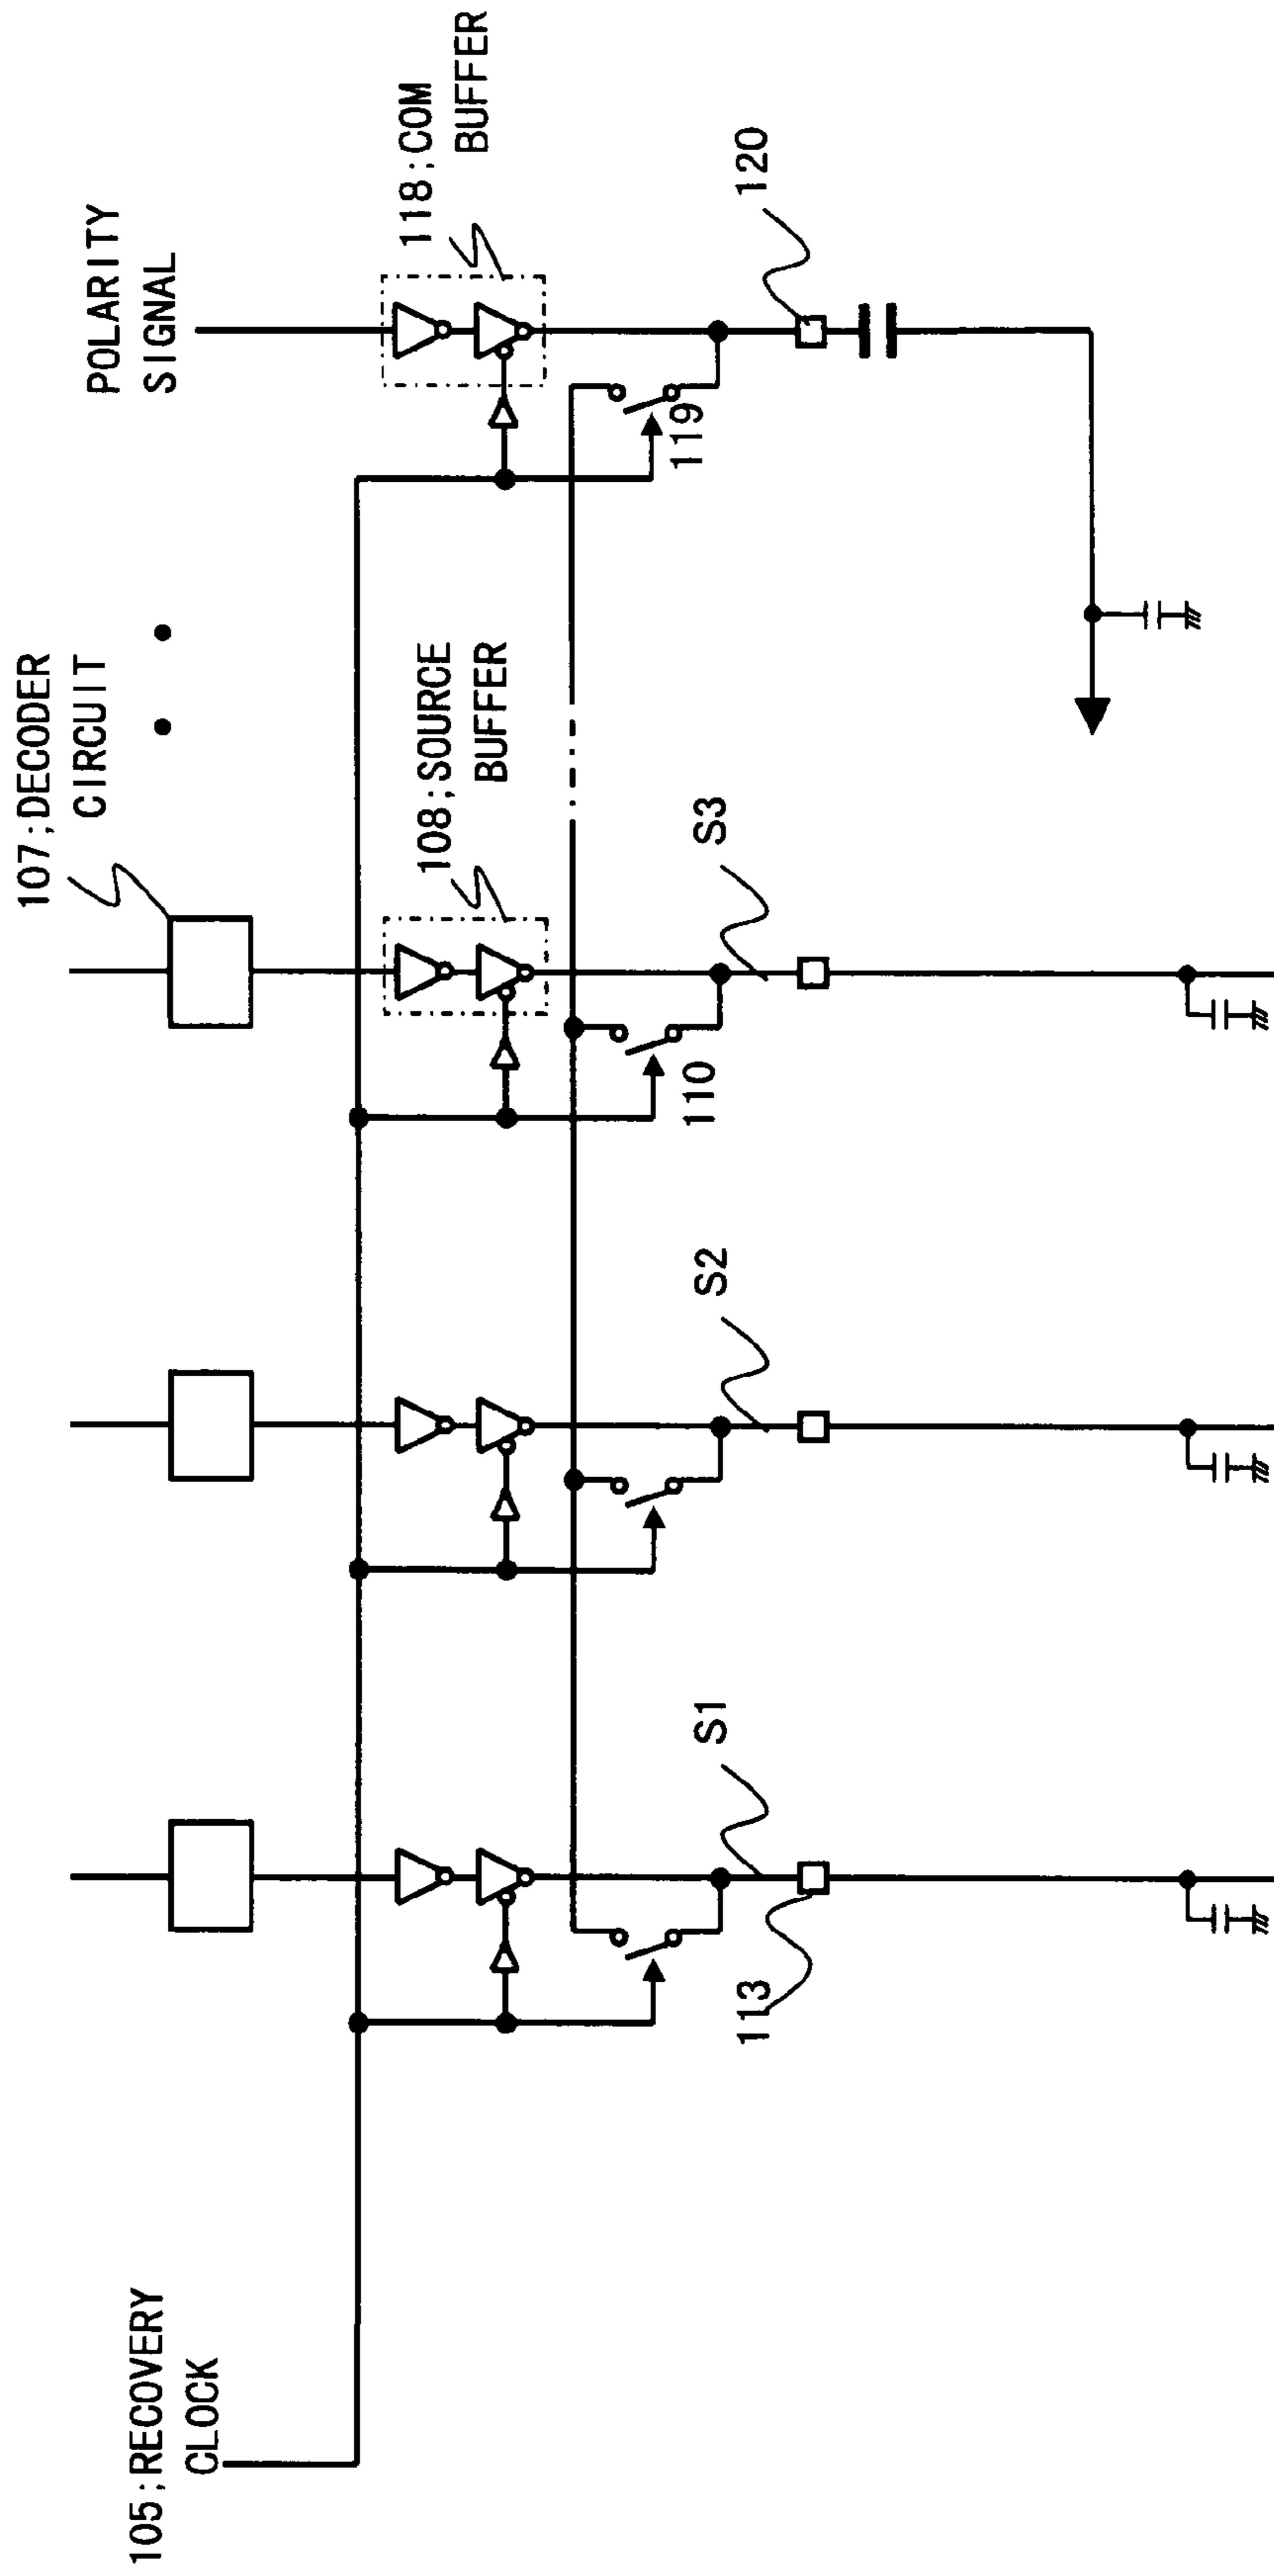 105;RECOVERY
CLOCK
107;DECODER
CIRCUIT
POLARITY
SIGNAL
108;SOURCE
BUFFER
118;COM
BUFFER
110
119
S1
S2
S3
113
120